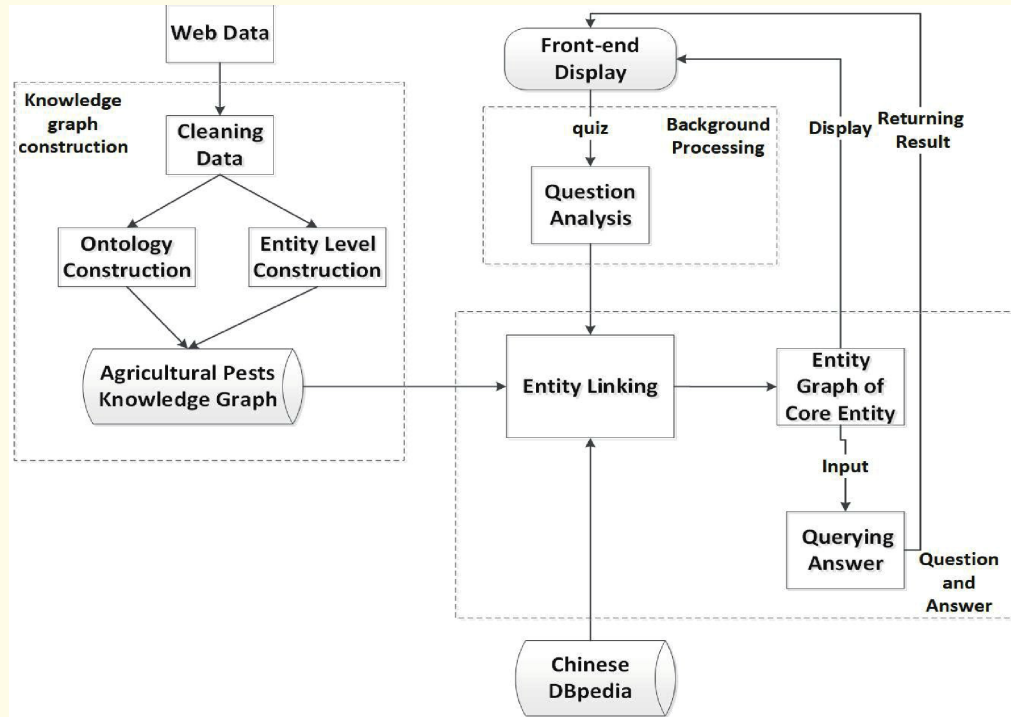 Web Data
Knowledge
graph
construction
Cleaning
Data
Ontology
Construction
Entity Level
Construction
Agricultural Pests
Knowledge Graph
Front-end
Display
quiz
Background
Processing
Question
Analysis
Display
Returning
Result
Entity Linking
Entity
Graph of
Core Entity
Input
Querying
Answer
Question
and
Answer
Chinese
DBpedia